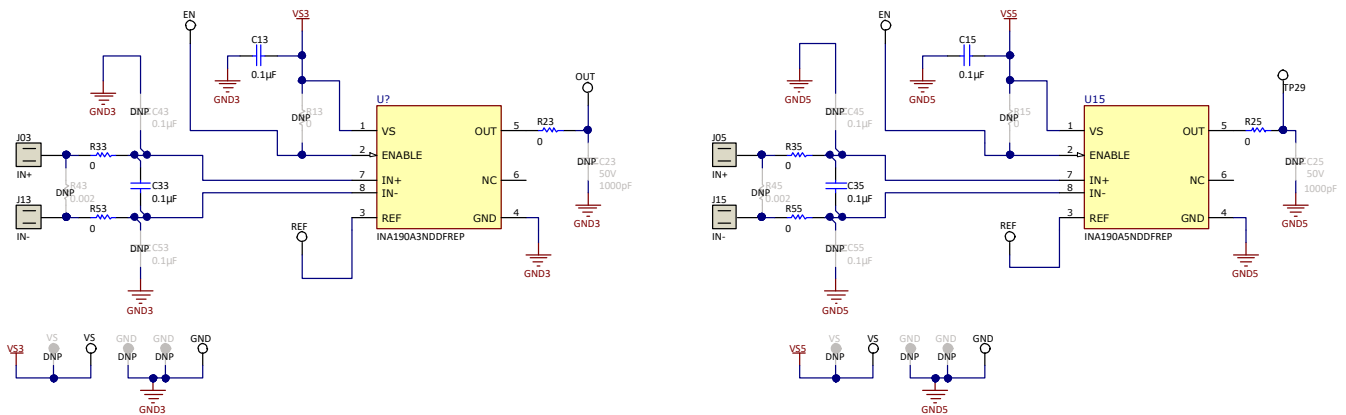 EN
VS3
C13
0.1µF
GND3
GND3
DNP
C43
0.1µF
DNP
R13
0
U?
1
VS
2
ENABLE
7
IN+
8
IN-
3
REF
OUT
5
NC
6
GND
4
INA190A3NDDFREP
R23
0
OUT
DNP
C23
50V
1000pF
GND3
GND3
J03
IN+
R33
0
DNP
R43
0.002
C33
0.1µF
J13
IN-
R53
0
DNP
C53
0.1µF
GND3
REF
VS3
VS
DNP
VS
GND
DNP
GND
DNP
GND
GND3
EN
VS5
C15
0.1µF
GND5
GND5
DNP
C45
0.1µF
DNP
R15
0
U15
1
VS
2
ENABLE
7
IN+
8
IN-
3
REF
OUT
5
NC
6
GND
4
INA190A5NDDFREP
R25
0
TP29
DNP
C25
50V
1000pF
GND5
GND5
J05
IN+
R35
0
DNP
R45
0.002
C35
0.1µF
J15
IN-
R55
0
DNP
C55
0.1µF
GND5
REF
VS5
VS
DNP
VS
GND
DNP
GND
DNP
GND
GND5